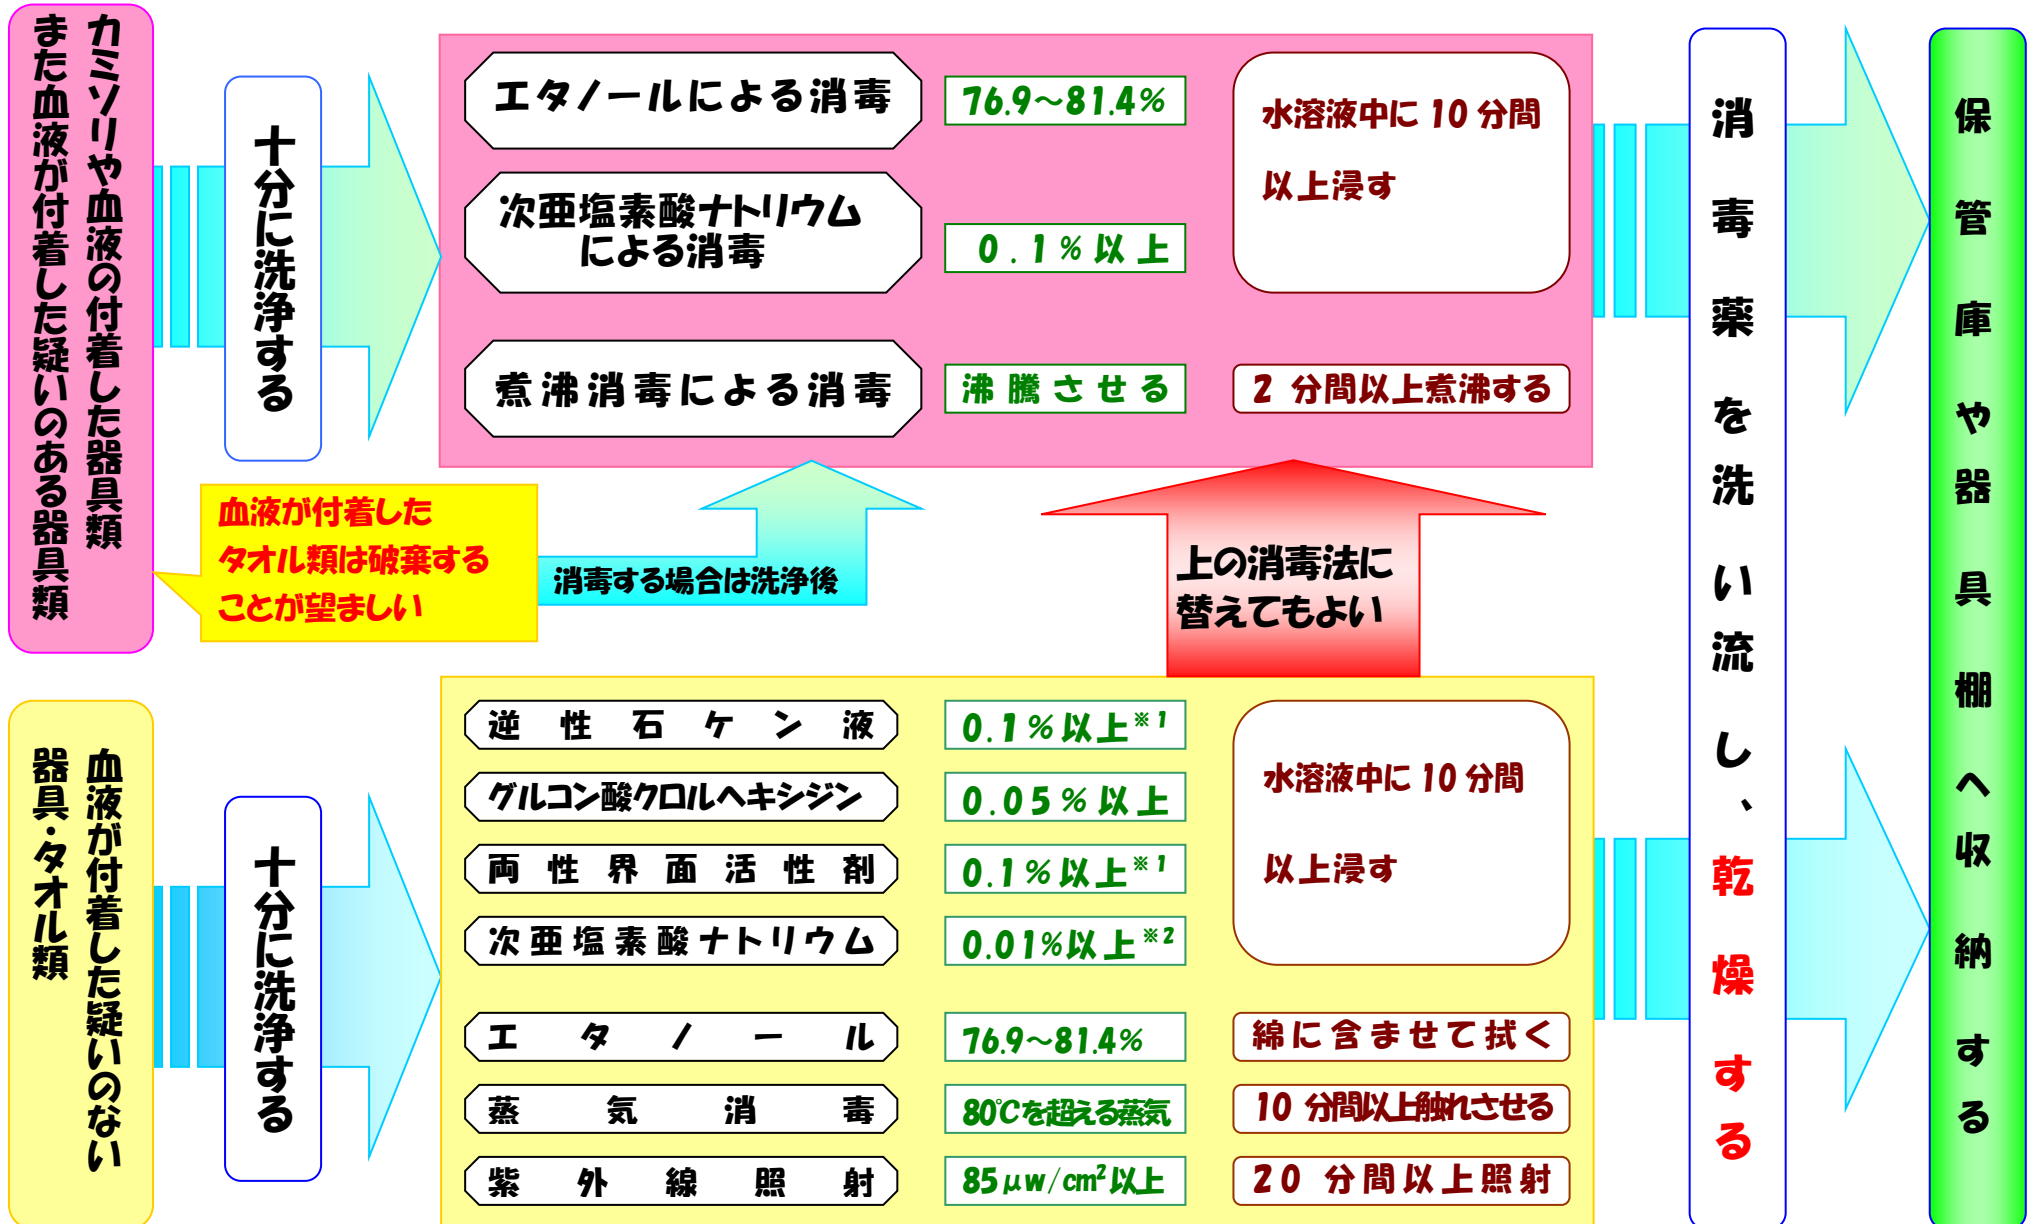 カミソリや血液の付着した器具類
また血液が付着した疑いのある器具類
十分に洗浄する
エタノールによる消毒
76.9～81.4%
次亜塩素酸ナトリウム
による消毒
0.1%以上
水溶液中に10分間
以上浸す
煮沸消毒による消毒
沸騰させる
2 分間以上煮沸する
血液が付着した
タオル類は破棄する
ことが望ましい
消毒する場合は洗浄後
上の消毒法に
替えてもよい
血液が付着した疑いのない
器具・タオル類
十分に洗浄する
逆性石ケン液
0.1%以上※1
グルコン酸クロルヘキシジン
0.05%以上
両性界面活性剤
0.1%以上※1
次亜塩素酸ナトリウム
0.01%以上※2
水溶液中に10分間
以上浸す
エタノール
76.9～81.4%
綿に含ませて拭く
蒸気消毒
80℃を超える蒸気
10 分間以上触れさせる
紫外線照射
85μw/cm²以上
20 分間以上照射
消毒薬を洗い流し、乾燥する
保管庫や器具棚へ収納する